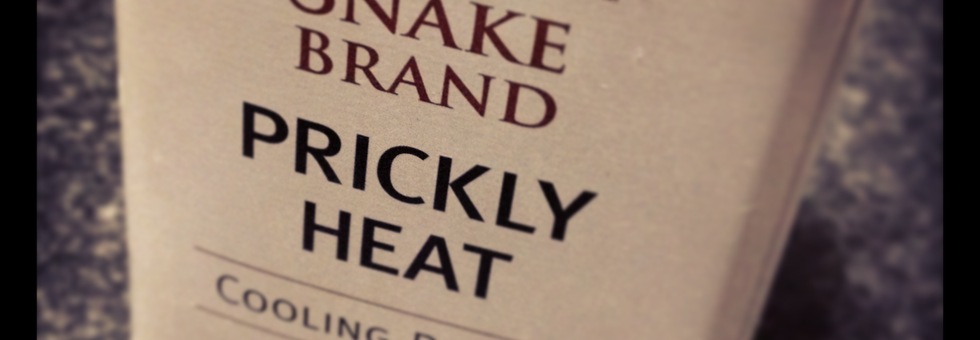 SNAKE
BRAND
PRICKLY
HEAT
COOLING